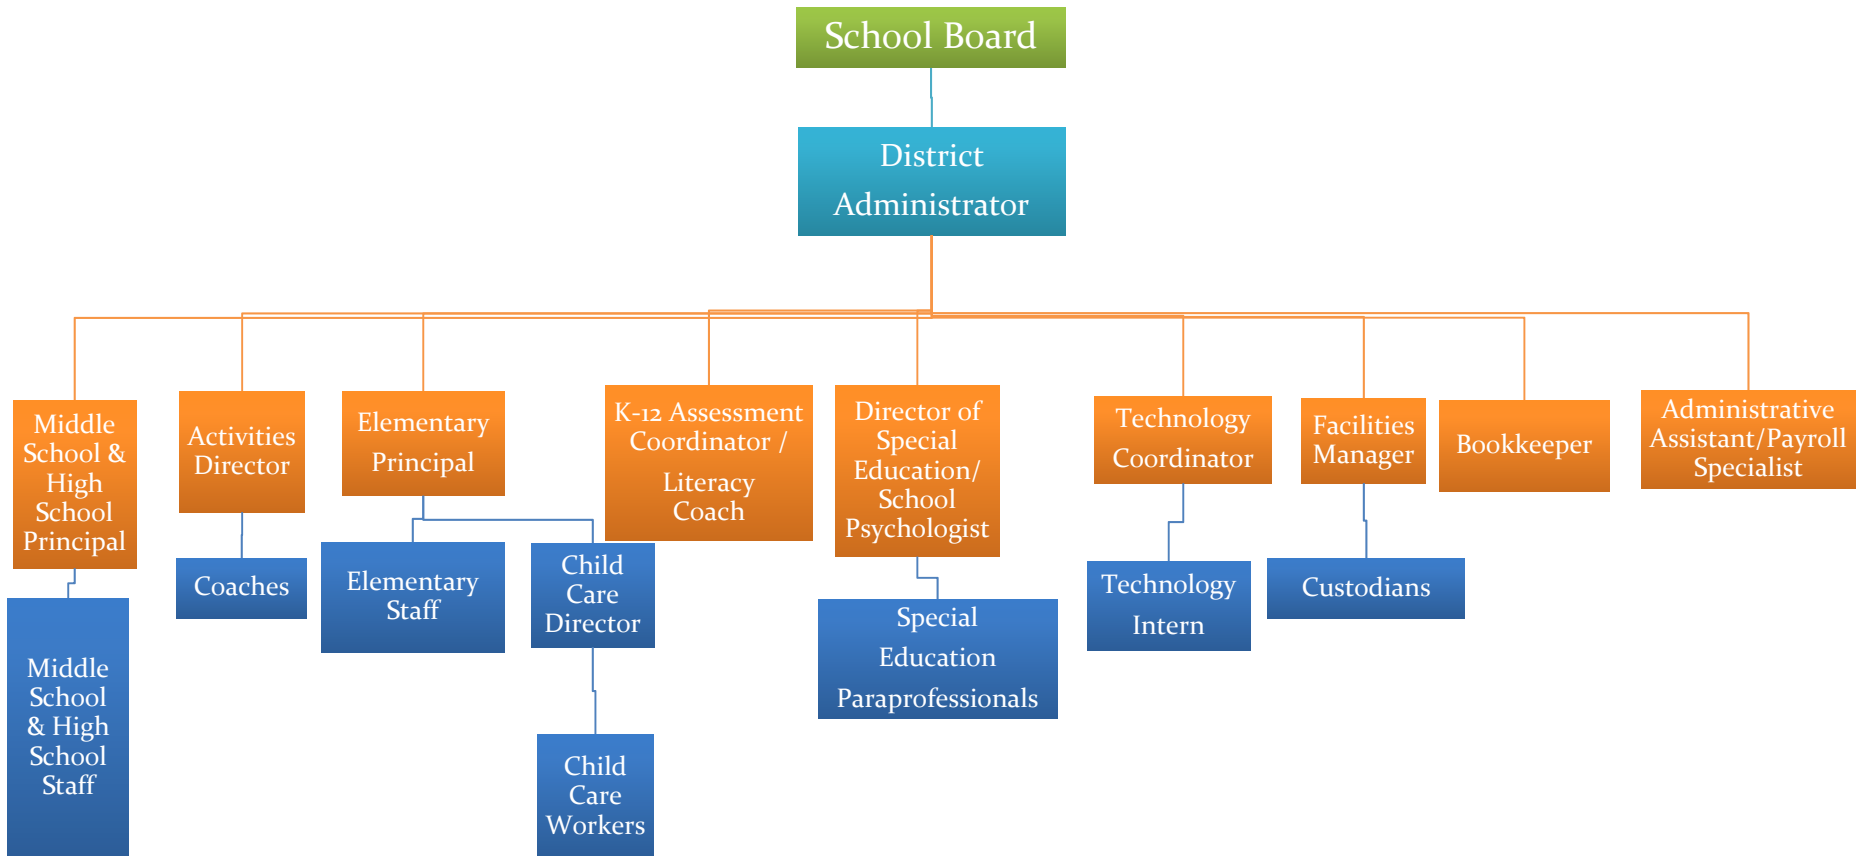 School Board
District
Administrator
Middle
School &
High
School
Principal
Activities
Director
Elementary
Principal
K-12 Assessment
Coordinator /
Literacy
Coach
Director of
Special
Education/
School
Psychologist
Technology
Coordinator
Facilities
Manager
Bookkeeper
Administrative
Assistant/Payroll
Specialist
Middle
School
& High
School
Staff
Coaches
Elementary
Staff
Child
Care
Director
Special
Education
Paraprofessionals
Technology
Intern
Custodians
Child
Care
Workers